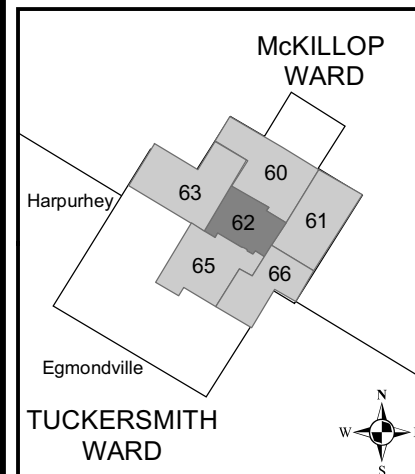 McKILLOP
WARD
60
Harpurhey
63
62
61
65
66
Egmondville
TUCKERSMITH
WARD
N
W
S